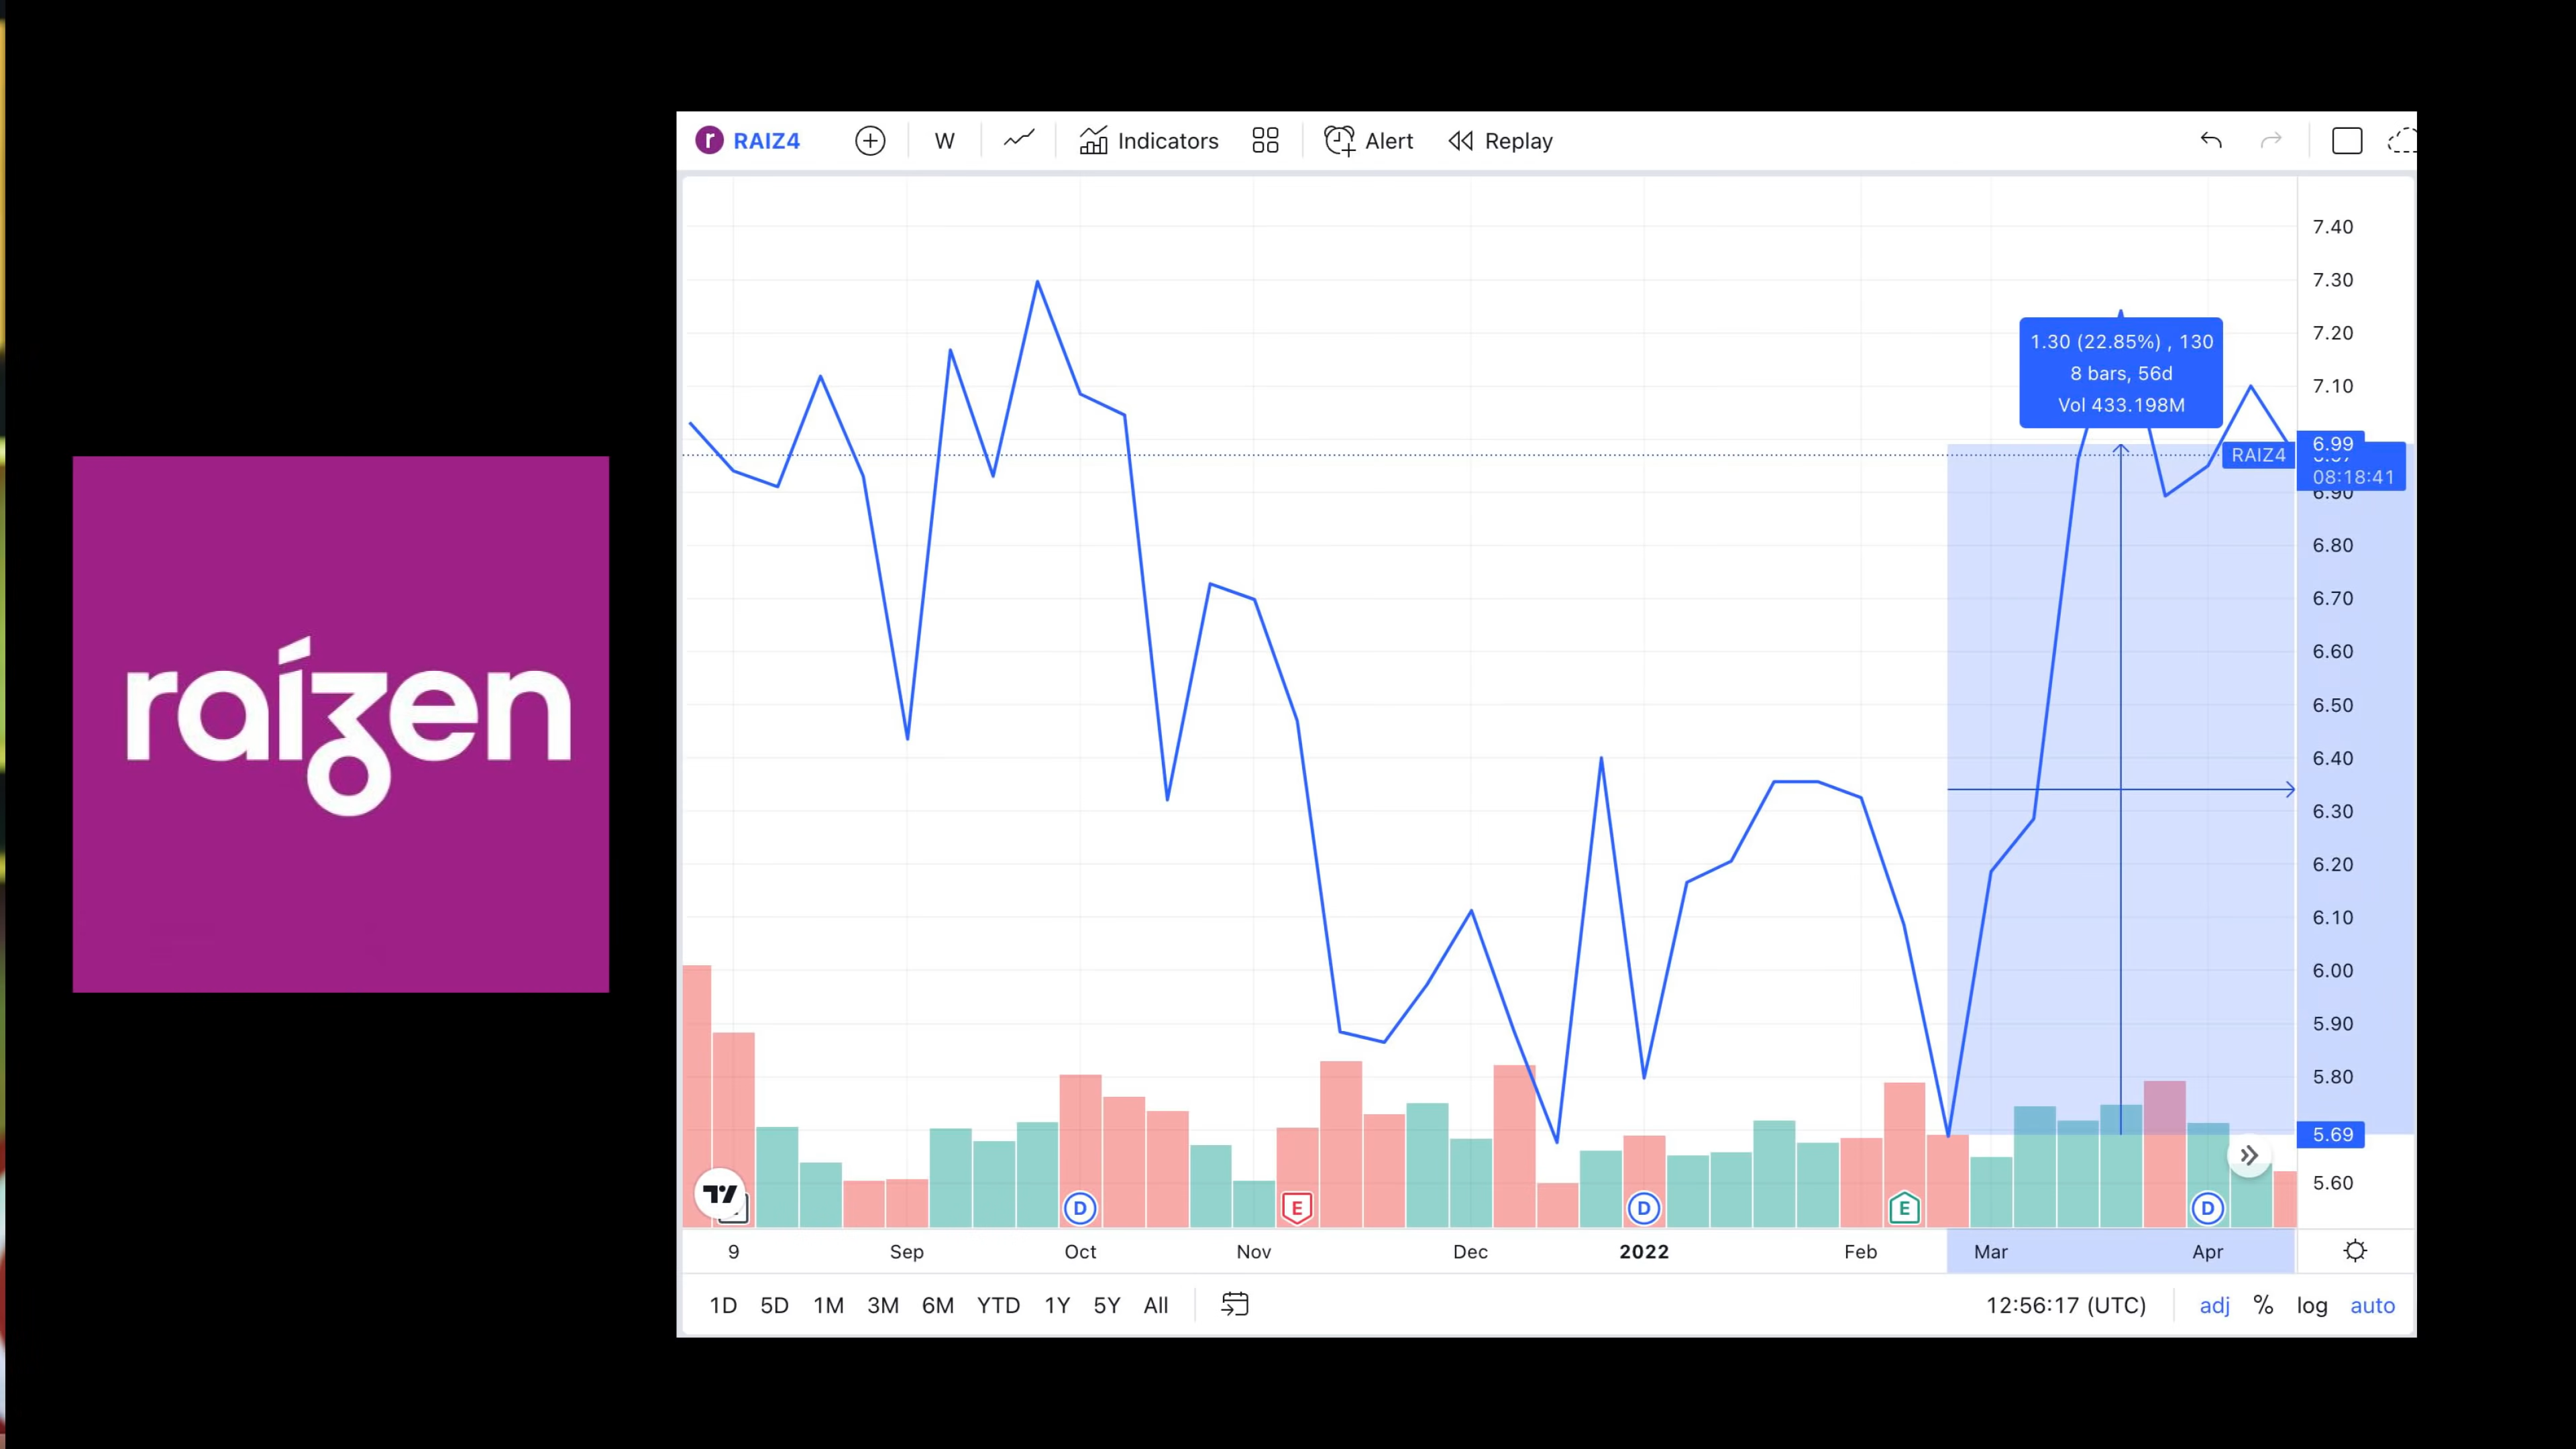 raízen
r RAIZ4 W Indicators Alert Replay
7.40
7.30
7.20
1.30 (22.85%) , 130
8 bars, 56d
Vol 433.198M
7.10
6.99
RAIZ4
08:18:41
6.90
6.80
6.70
6.60
6.50
6.40
6.30
6.20
6.10
6.00
5.90
5.80
5.69
5.60
D E D E D
9 Sep Oct Nov Dec 2022 Feb Mar Apr
1D 5D 1M 3M 6M YTD 1Y 5Y All 12:56:17 (UTC) adj % log auto